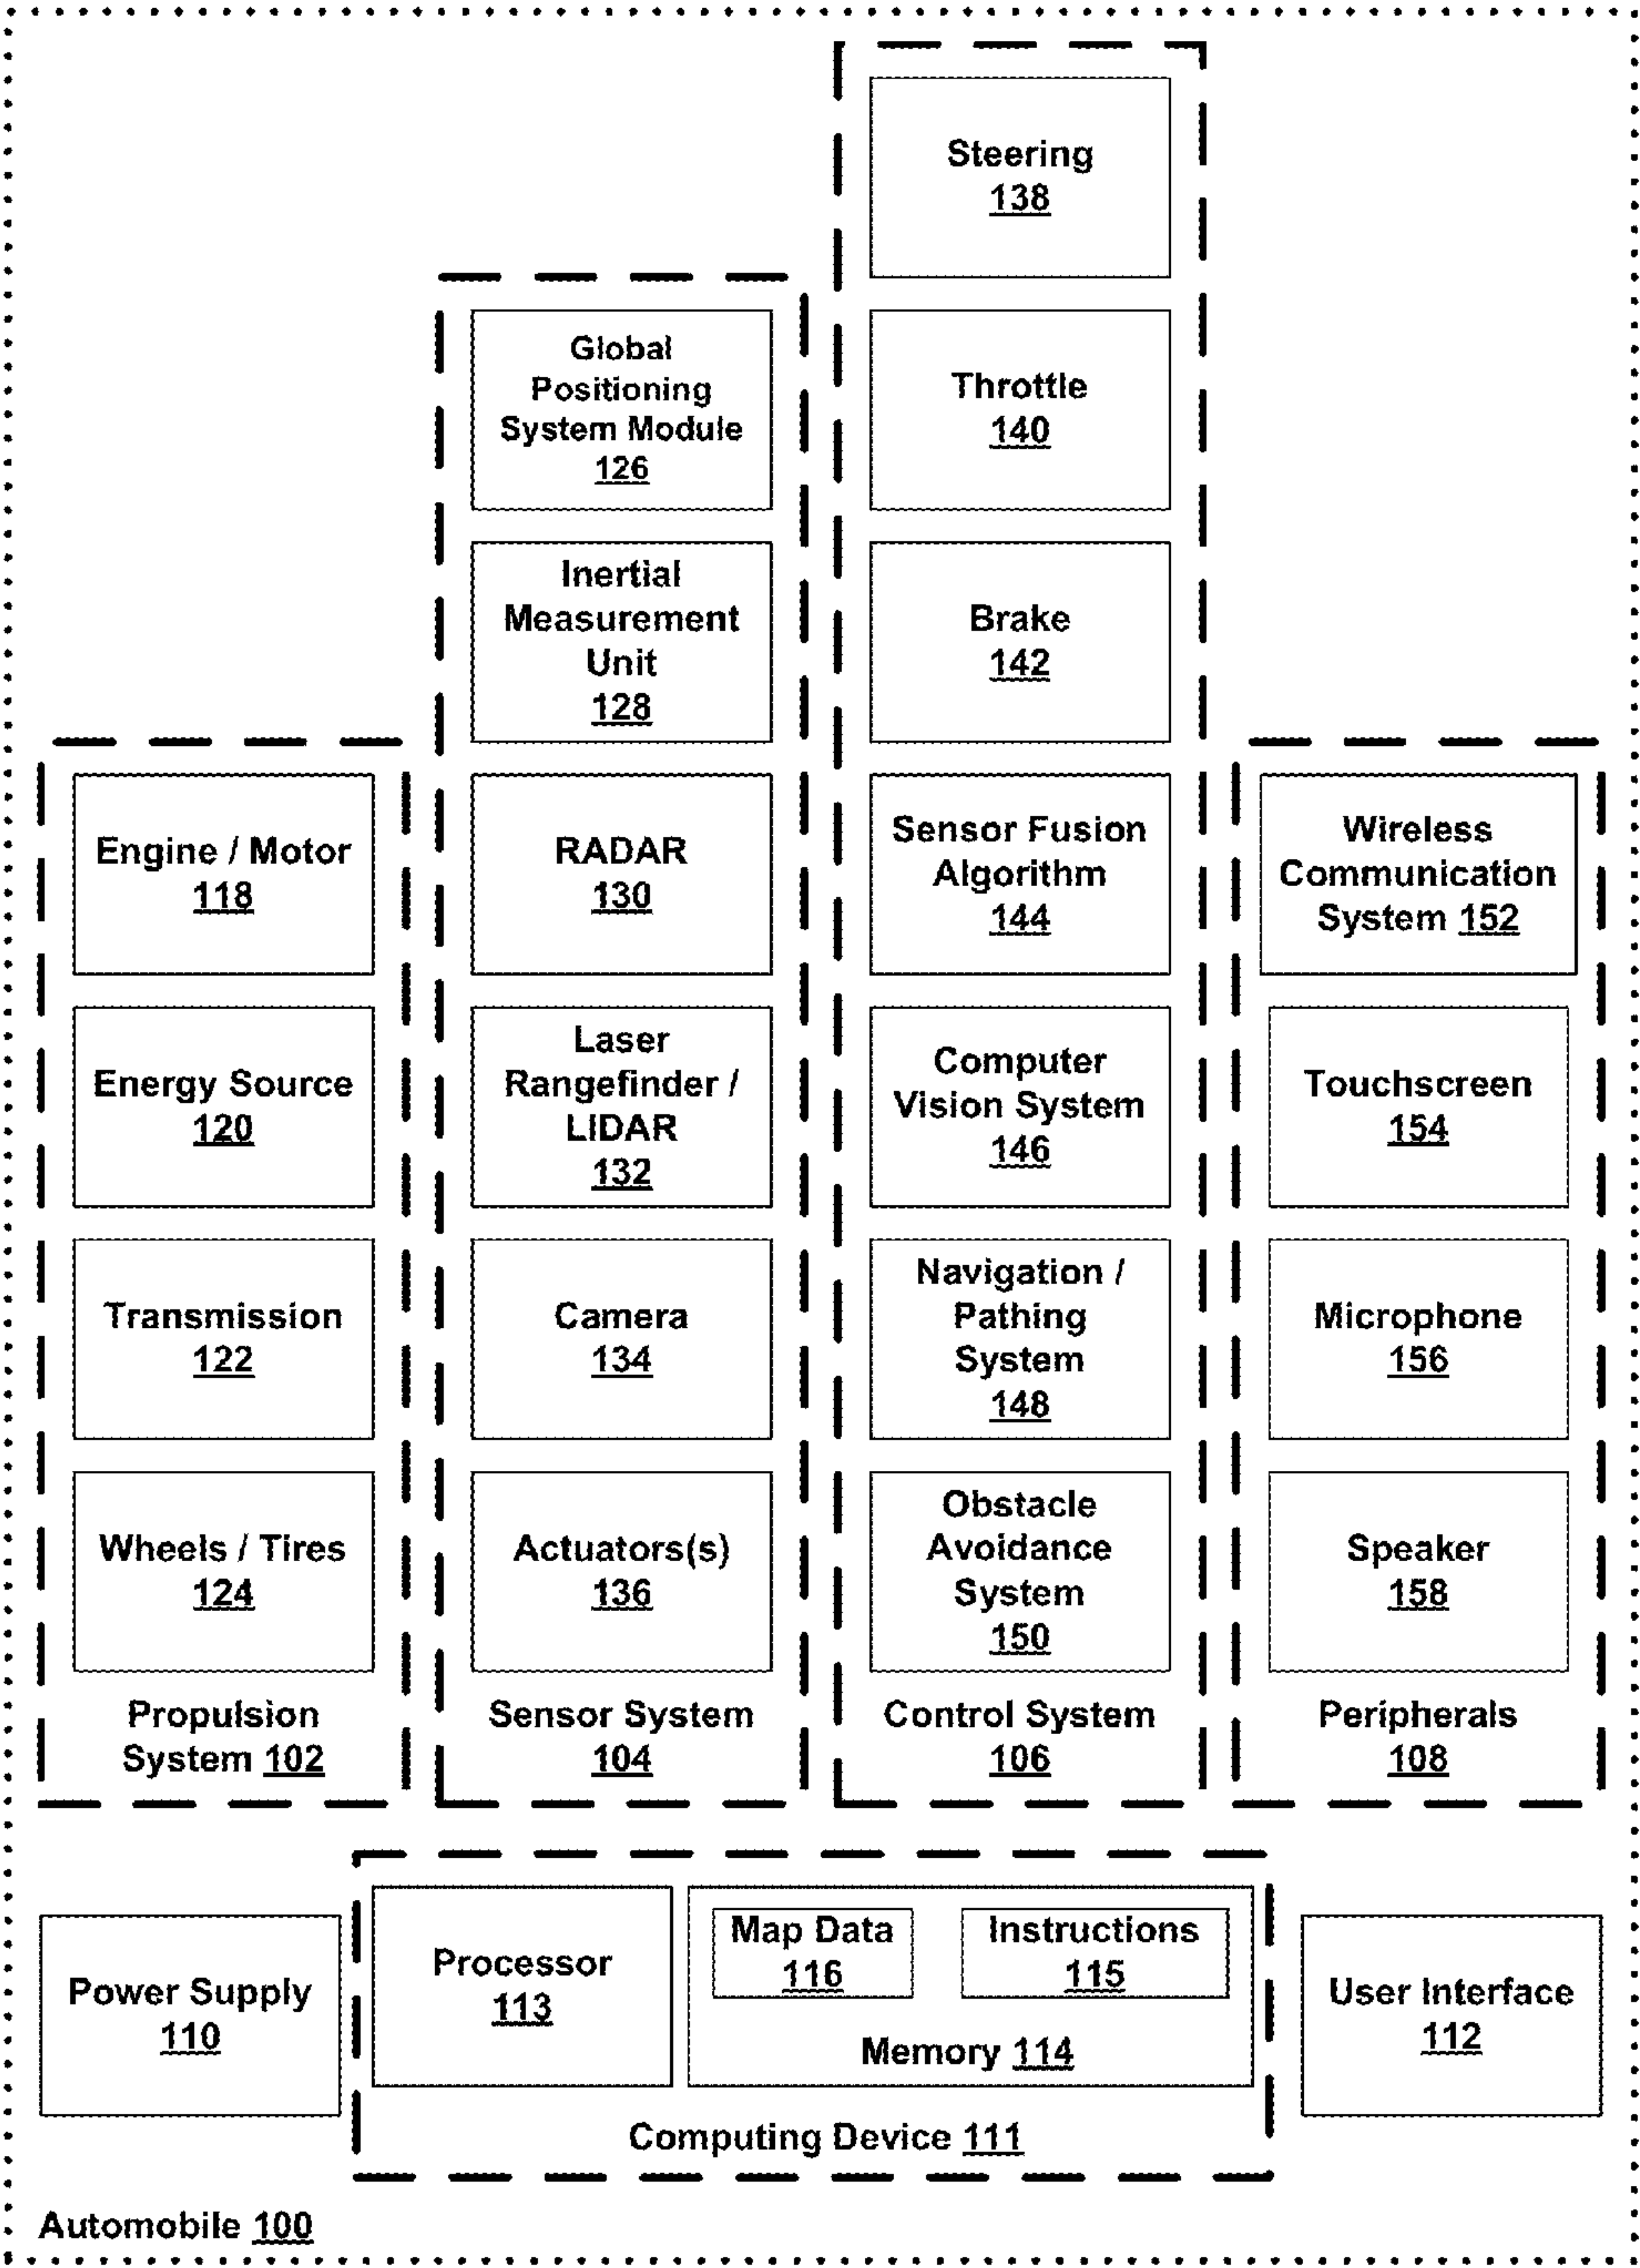 Steering
138
Throttle
140
Brake
142
Sensor Fusion
Algorithm
144
Computer
Vision System
146
Navigation /
Pathing
System
148
Obstacle
Avoidance
System
150
Control System
106
Global
Positioning
System Module
126
Inertial
Measurement
Unit
128
RADAR
130
Laser
Rangefinder /
LIDAR
132
Camera
134
Actuators(s)
136
Sensor System
104
Engine / Motor
118
Energy Source
120
Transmission
122
Wheels / Tires
124
Propulsion
System 102
Wireless
Communication
System 152
Touchscreen
154
Microphone
156
Speaker
158
Peripherals
108
Power Supply
110
Processor
113
Map Data
116
Instructions
115
Memory 114
Computing Device 111
User Interface
112
Automobile 100